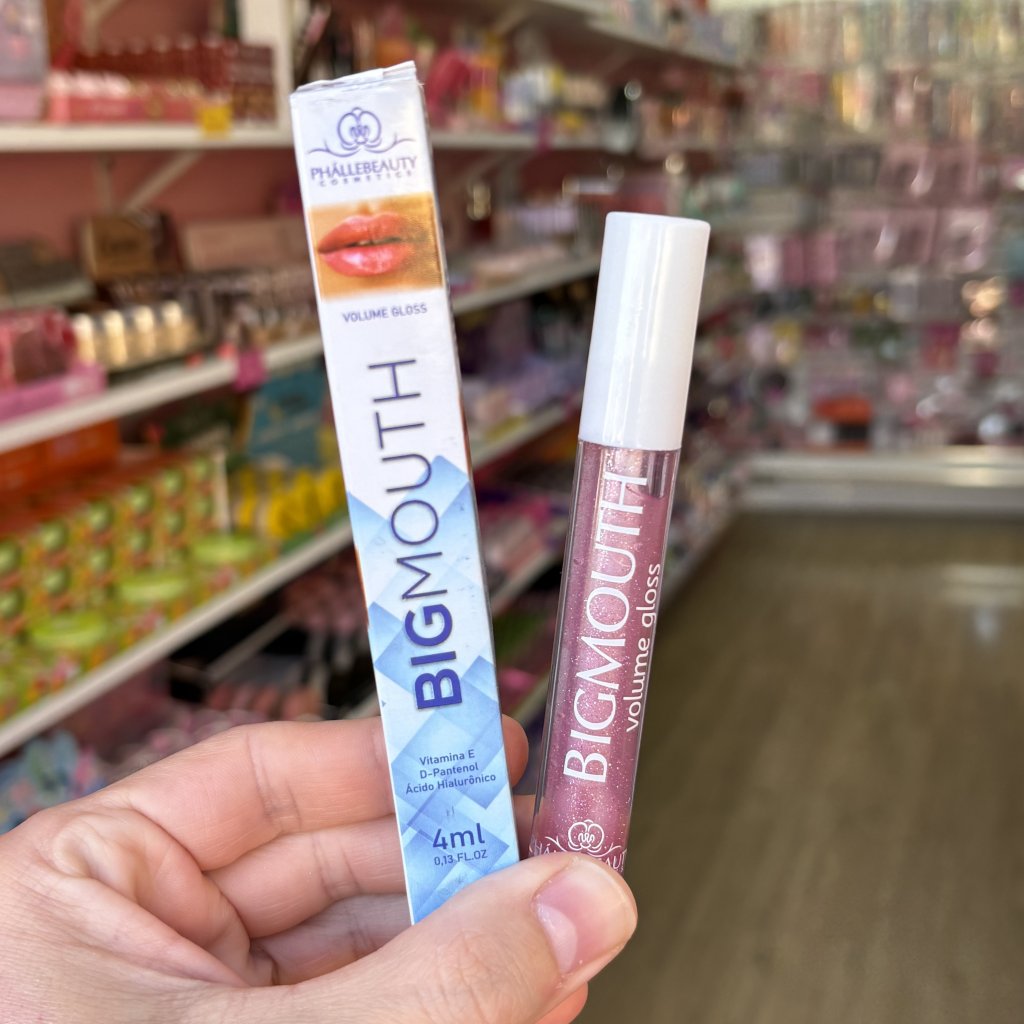 PHÁLLEBEAUTY
COSMETICS
VOLUME GLOSS
BIGMOUTH
Vitamina E
D-Pantenol
Ácido Hialurônico
4ml
0,13 FL.OZ
BIGMOUTH
volume gloss